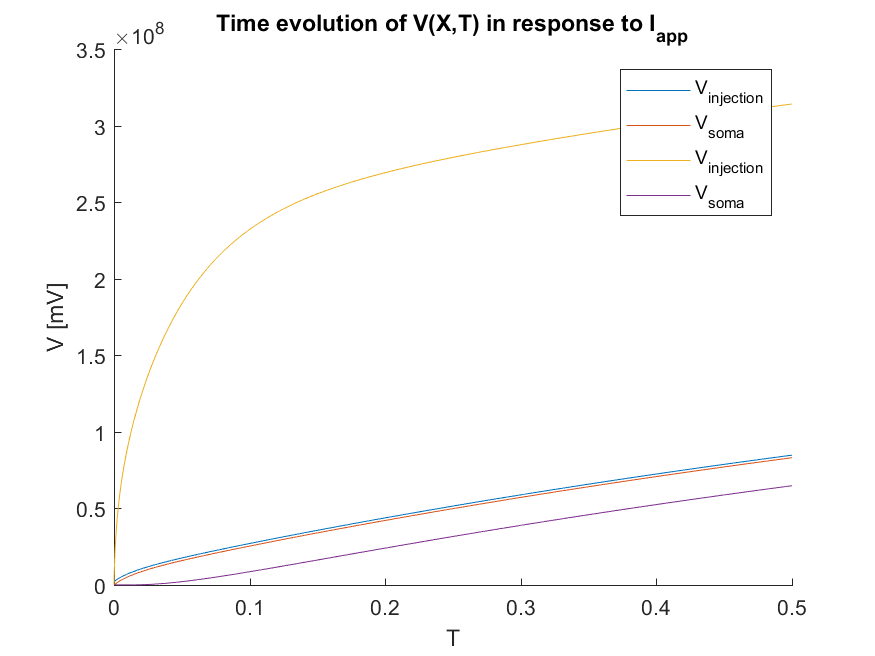 Time evolution of V(X,T) in response to I_app
×10^8
3.5
3
2.5
2
1.5
1
0.5
0
V [mV]
V_injection
V_soma
V_injection
V_soma
0 0.1 0.2 0.3 0.4 0.5
T